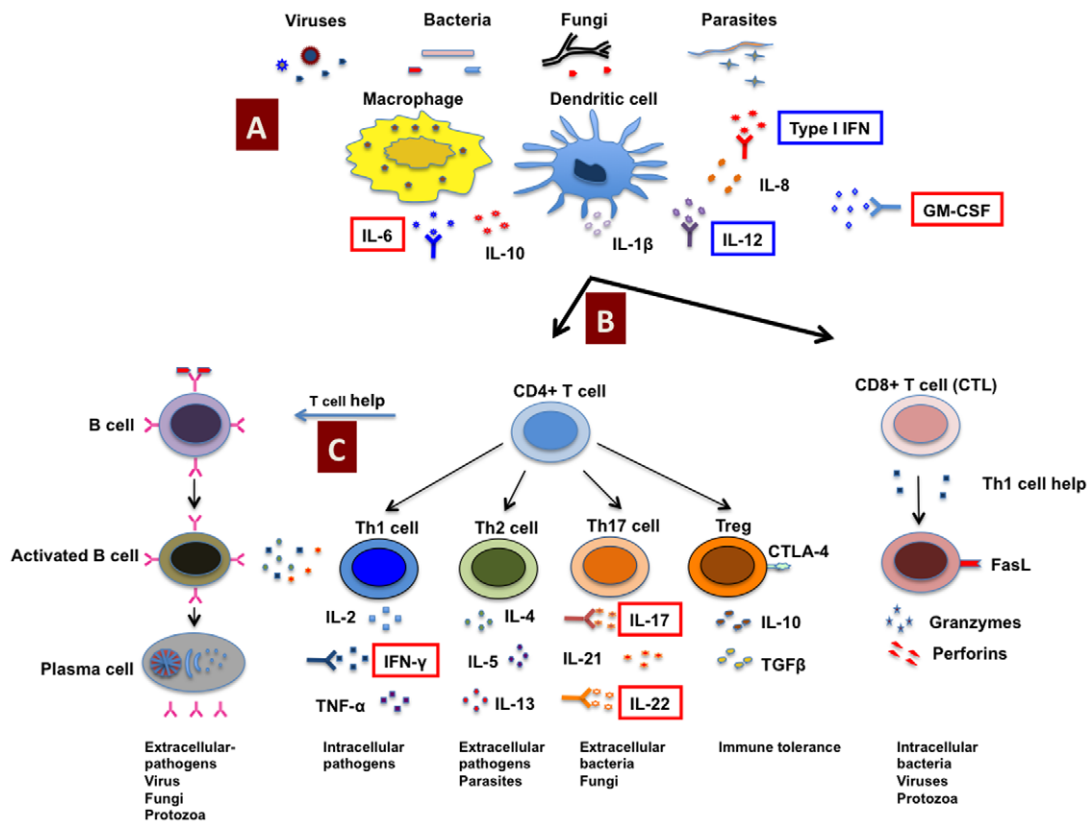 Viruses
Bacteria
Fungi
Parasites
A
Macrophage
Dendritic cell
Type I IFN
IL-8
GM-CSF
IL-6
IL-10
IL-1β
IL-12
B
CD4+ T cell
CD8+ T cell (CTL)
T cell help
B cell
C
Th1 cell help
Th1 cell
Th2 cell
Th17 cell
Treg
Activated B cell
CTLA-4
FasL
IL-2
IL-4
IL-17
IL-10
Granzymes
Plasma cell
IFN-γ
IL-5
IL-21
TGFβ
Perforins
TNF-α
IL-13
IL-22
Extracellular-
pathogens
Virus
Fungi
Protozoa
Intracellular
pathogens
Extracellular
pathogens
Parasites
Extracellular
bacteria
Fungi
Immune tolerance
Intracellular
bacteria
Viruses
Protozoa